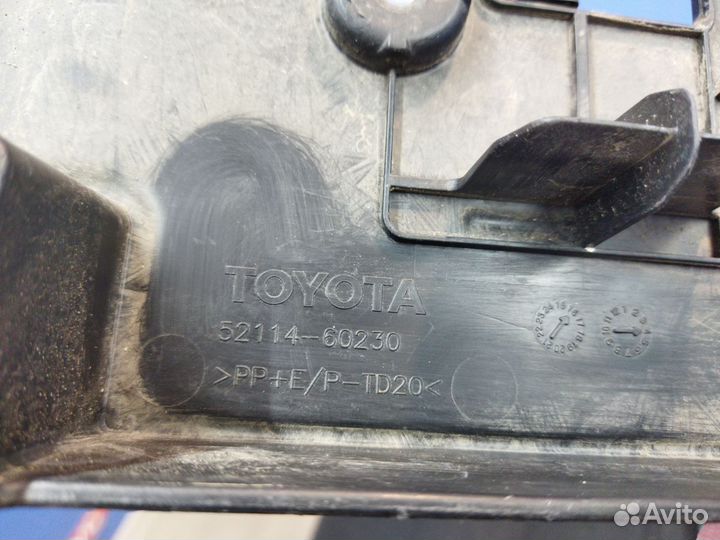 TOYOTA
52114-60230
>PP+E/P-TD20<
Avito